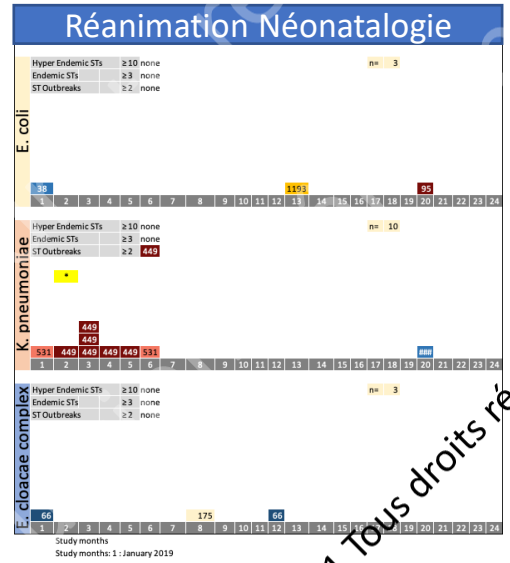 Réanimation Néonatalogie
E. coli
Hyper Endemic STs ≥10 none n= 3
Endemic STs ≥3 none
ST Outbreaks ≥2 none
38 1193 95
1 2 3 4 5 6 7 8 9 10 11 12 13 14 15 16 17 18 19 20 21 22 23 24
K. pneumoniae
Hyper Endemic STs ≥10 none n= 10
Endemic STs ≥3 none
ST Outbreaks ≥2 449
*
449
449
531 449 449 449 449 531 ###
1 2 3 4 5 6 7 8 9 10 11 12 13 14 15 16 17 18 19 20 21 22 23 24
E. cloacae complex
Hyper Endemic STs ≥10 none n= 3
Endemic STs ≥3 none
ST Outbreaks ≥2 none
66 175 66
1 2 3 4 5 6 7 8 9 10 11 12 13 14 15 16 17 18 19 20 21 22 23 24
Study months
Study months: 1 : January 2019
1 Tous droits ré